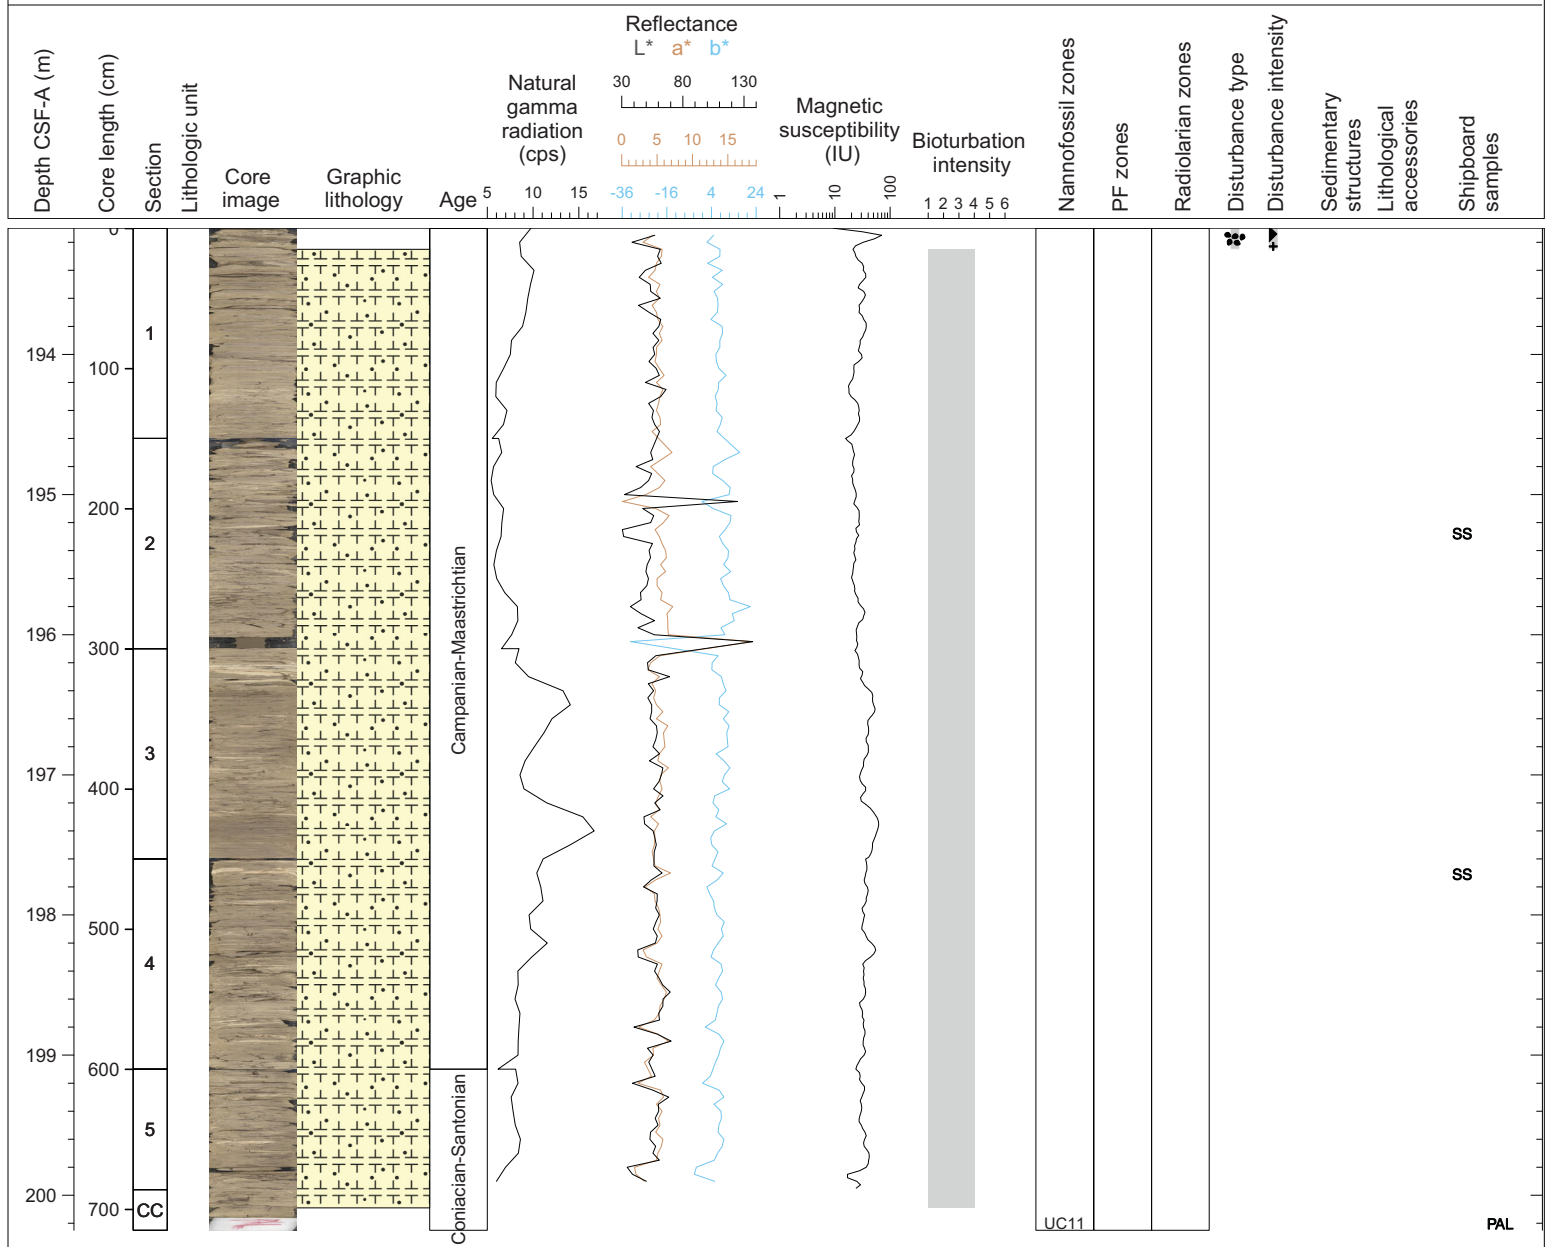 Depth CSF-A (m)
Core length (cm)
Section
Lithologic unit
Core
image
Graphic
lithology
Age
Natural
gamma
radiation
(cps)
5 10 15
Reflectance
L* a* b*
30 80 130
0 5 10 15
-36 -16 4 24
Magnetic
susceptibility
(IU)
1 10 100
Bioturbation
intensity
1 2 3 4 5 6
Nannofossil zones
PF zones
Radiolarian zones
Disturbance type
Disturbance intensity
Sedimentary
structures
Lithological
accessories
Shipboard
samples
0
1
194
100
195
200
2
SS
Campanian-Maastrichtian
196
300
3
197
400
SS
198
500
4
199
600
Coniacian-Santonian
5
200
700
CC
UC11
PAL